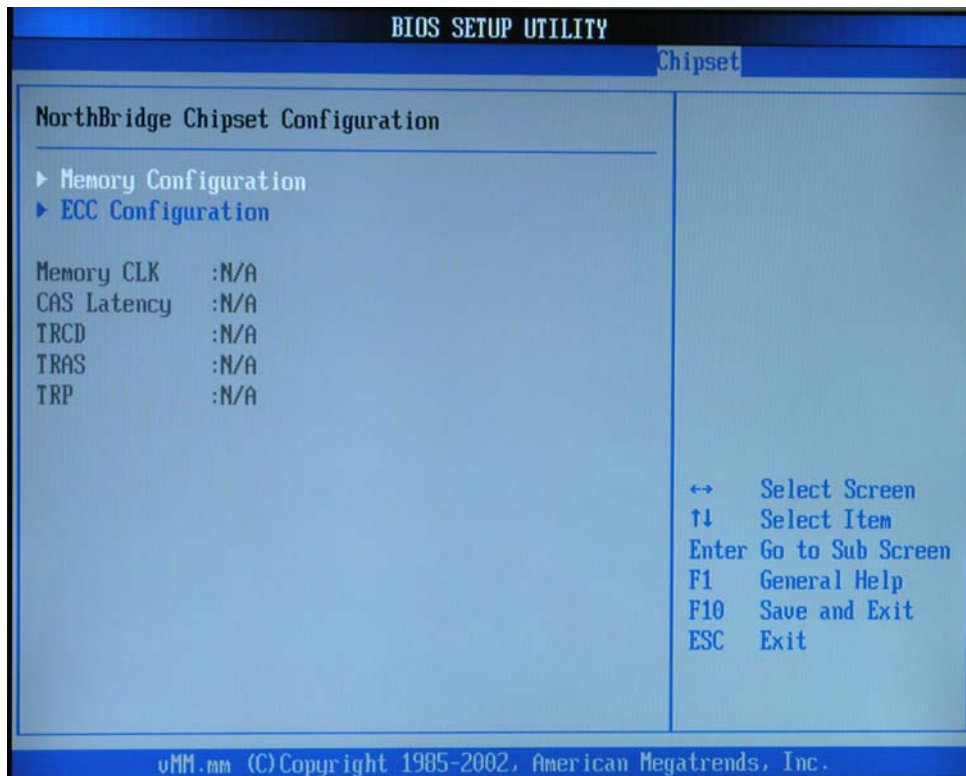 BIOS SETUP UTILITY
Chipset
NorthBridge Chipset Configuration
▶ Memory Configuration
▶ ECC Configuration
Memory CLK :N/A
CAS Latency :N/A
TRCD :N/A
TRAS :N/A
TRP :N/A
↔ Select Screen
↑↓ Select Item
Enter Go to Sub Screen
F1 General Help
F10 Save and Exit
ESC Exit
vMM.mm (C)Copyright 1985-2002, American Megatrends, Inc.